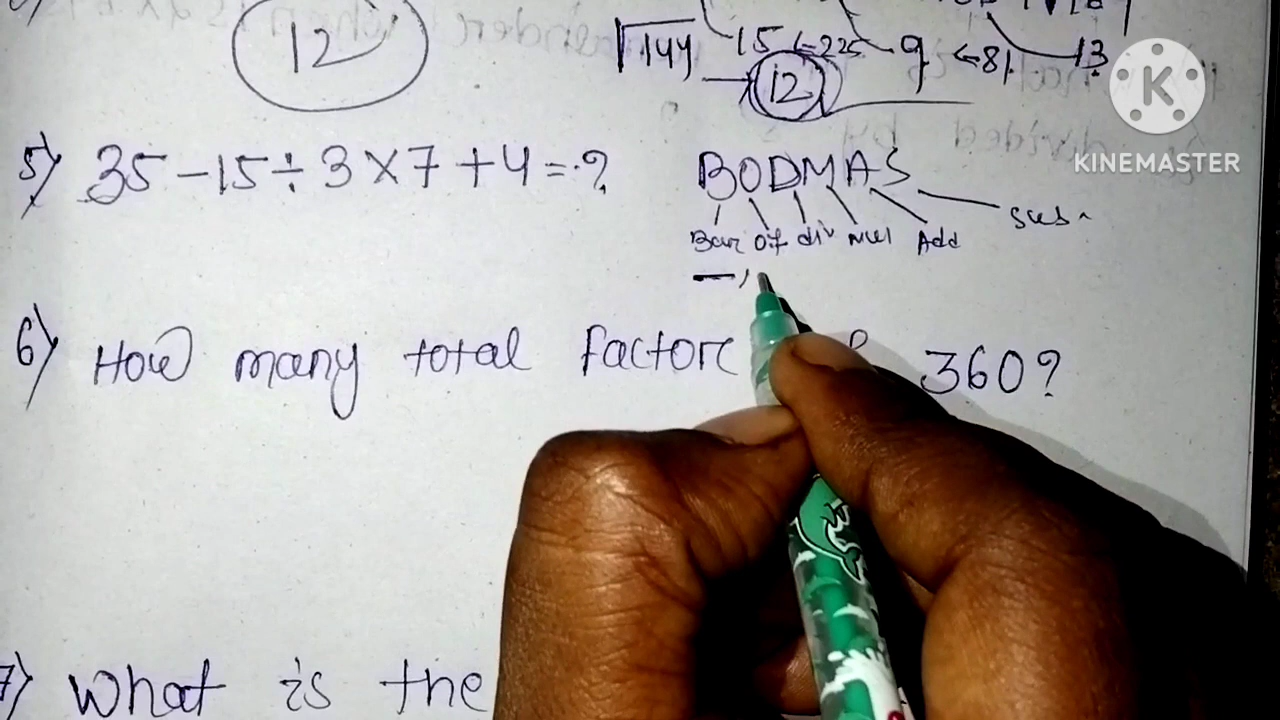 12
√144 15 ← 225 9 ← 81 13
12
K
KINEMASTER
5) 35 - 15 ÷ 3 × 7 + 4 = ?
BODMAS
Bar Of div Mul Add Sub
6) How many total factors 360?
7) What is the